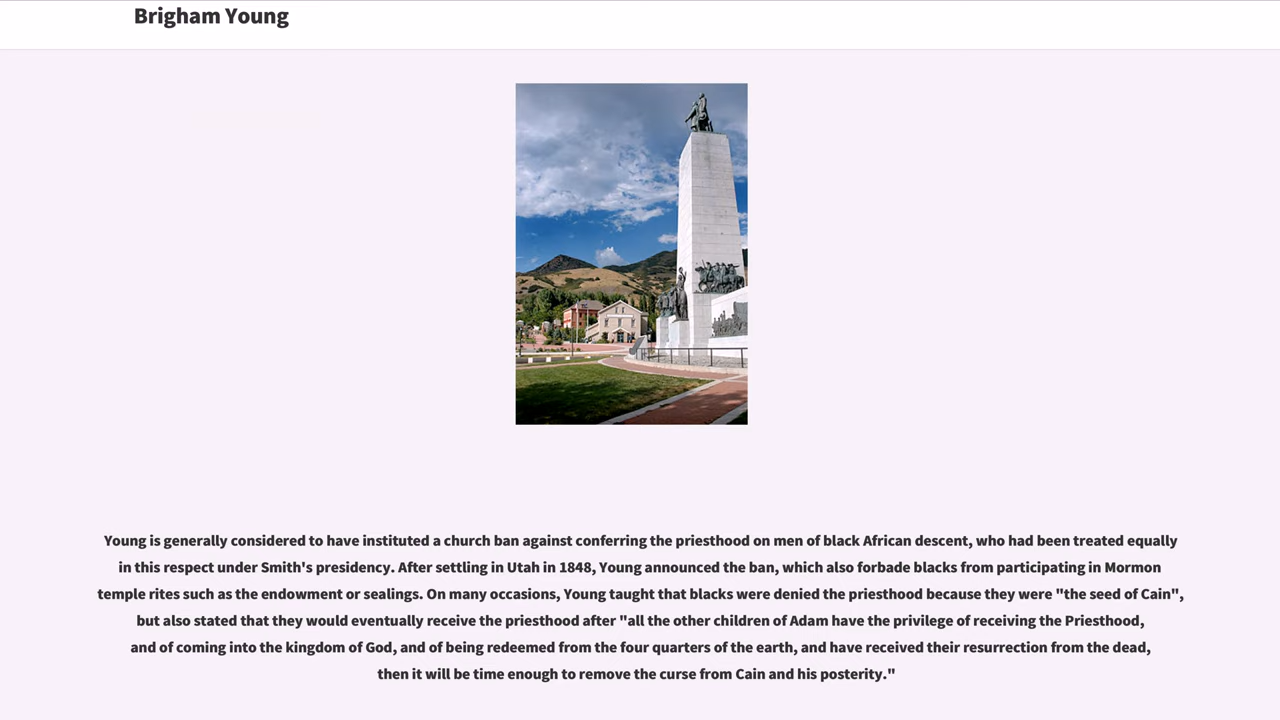 Brigham Young
Young is generally considered to have instituted a church ban against conferring the priesthood on men of black African descent, who had been treated equally
in this respect under Smith's presidency. After settling in Utah in 1848, Young announced the ban, which also forbade blacks from participating in Mormon
temple rites such as the endowment or sealings. On many occasions, Young taught that blacks were denied the priesthood because they were "the seed of Cain",
but also stated that they would eventually receive the priesthood after "all the other children of Adam have the privilege of receiving the Priesthood,
and of coming into the kingdom of God, and of being redeemed from the four quarters of the earth, and have received their resurrection from the dead,
then it will be time enough to remove the curse from Cain and his posterity."